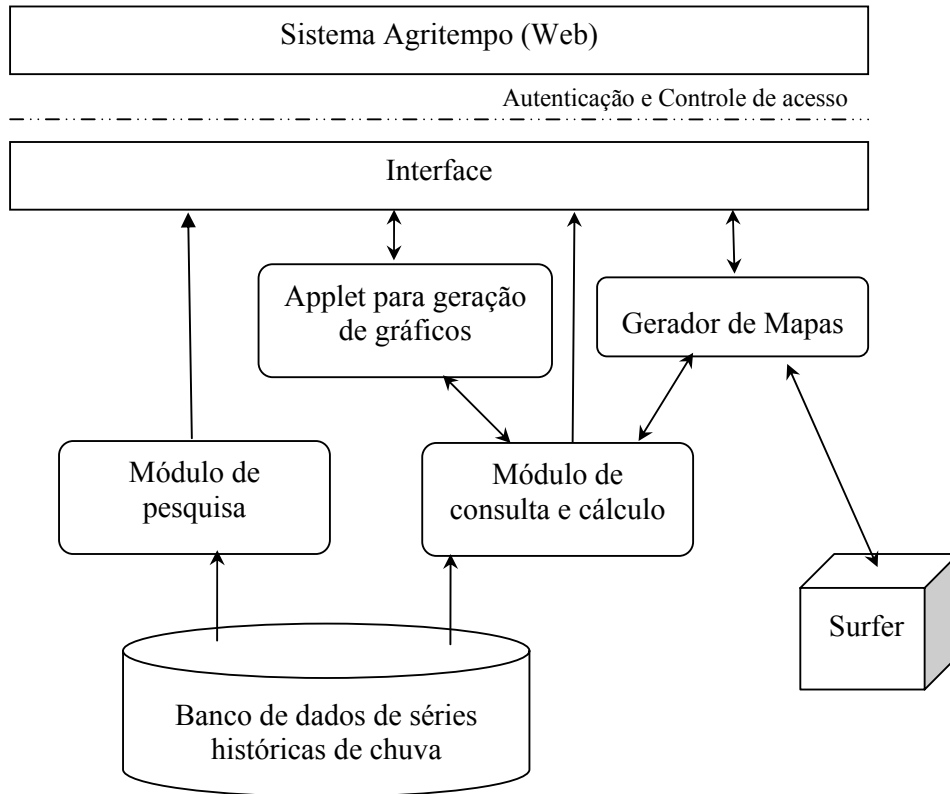 Sistema Agritempo (Web)
Autenticação e Controle de acesso
Interface
Applet para geração
de gráficos
Gerador de Mapas
Módulo de
pesquisa
Módulo de
consulta e cálculo
Surfer
Banco de dados de séries
históricas de chuva